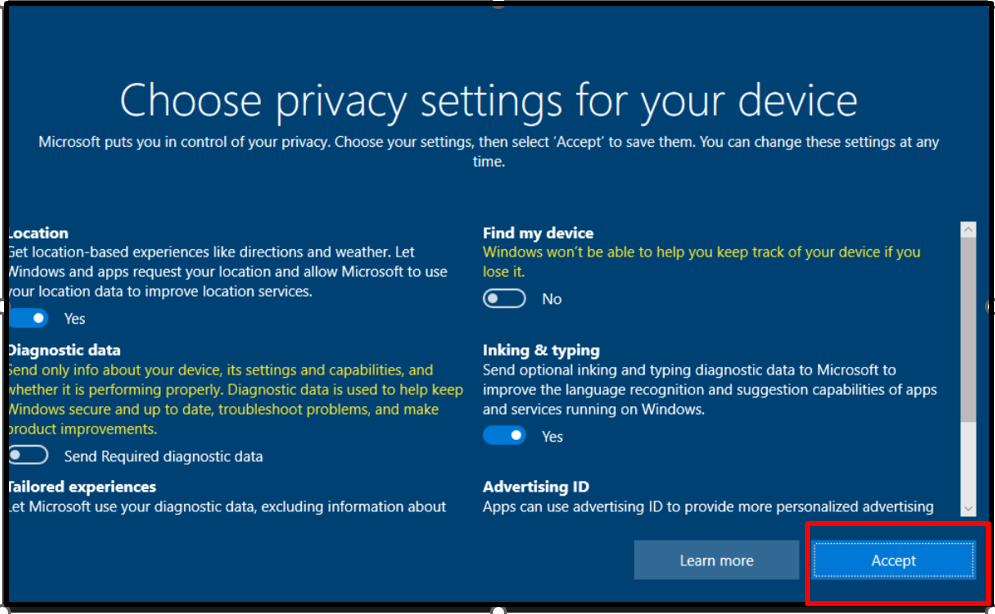 Choose privacy settings for your device
Microsoft puts you in control of your privacy. Choose your settings, then select ‘Accept’ to save them. You can change these settings at any
time.
Location
Get location-based experiences like directions and weather. Let
Windows and apps request your location and allow Microsoft to use
your location data to improve location services.
Yes
Diagnostic data
Send only info about your device, its settings and capabilities, and
whether it is performing properly. Diagnostic data is used to help keep
Windows secure and up to date, troubleshoot problems, and make
product improvements.
Send Required diagnostic data
Tailored experiences
Let Microsoft use your diagnostic data, excluding information about
Find my device
Windows won’t be able to help you keep track of your device if you
lose it.
No
Inking & typing
Send optional inking and typing diagnostic data to Microsoft to
improve the language recognition and suggestion capabilities of apps
and services running on Windows.
Yes
Advertising ID
Apps can use advertising ID to provide more personalized advertising
Learn more
Accept